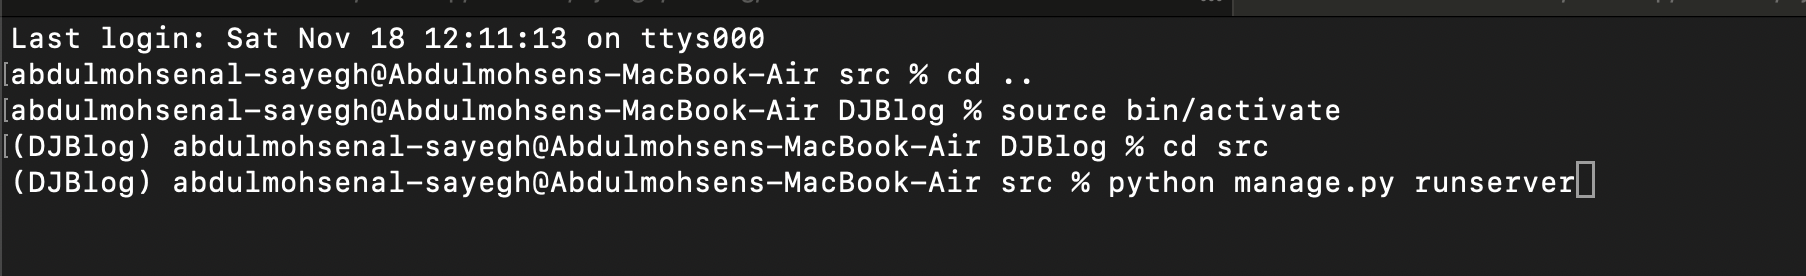 Last login: Sat Nov 18 12:11:13 on ttys000
[abdulmohsenal-sayegh@Abdulmohsens-MacBook-Air src % cd ..
[abdulmohsenal-sayegh@Abdulmohsens-MacBook-Air DJBlog % source bin/activate
[(DJBlog) abdulmohsenal-sayegh@Abdulmohsens-MacBook-Air DJBlog % cd src
(DJBlog) abdulmohsenal-sayegh@Abdulmohsens-MacBook-Air src % python manage.py runserver